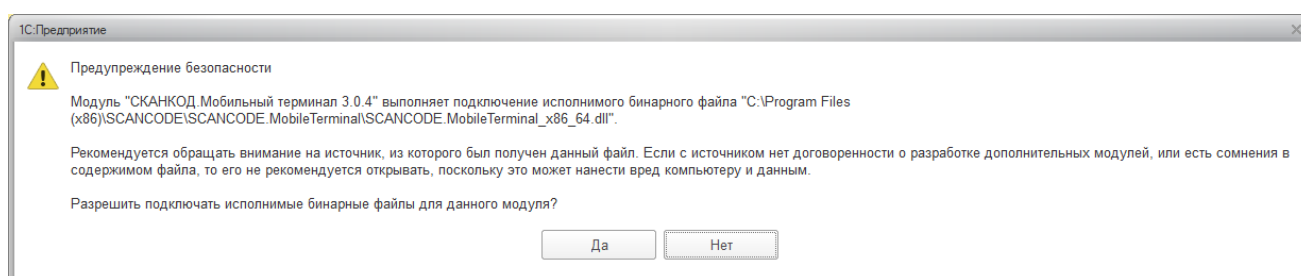 1С:Предприятие
Предупреждение безопасности
Модуль "СКАНКОД.Мобильный терминал 3.0.4" выполняет подключение исполнимого бинарного файла "C:\Program Files
(x86)\SCANCODE\SCANCODE.MobileTerminal\SCANCODE.MobileTerminal_x86_64.dll".
Рекомендуется обращать внимание на источник, из которого был получен данный файл. Если с источником нет договоренности о разработке дополнительных модулей, или есть сомнения в
содержимом файла, то его не рекомендуется открывать, поскольку это может нанести вред компьютеру и данным.
Разрешить подключать исполнимые бинарные файлы для данного модуля?
Да
Нет